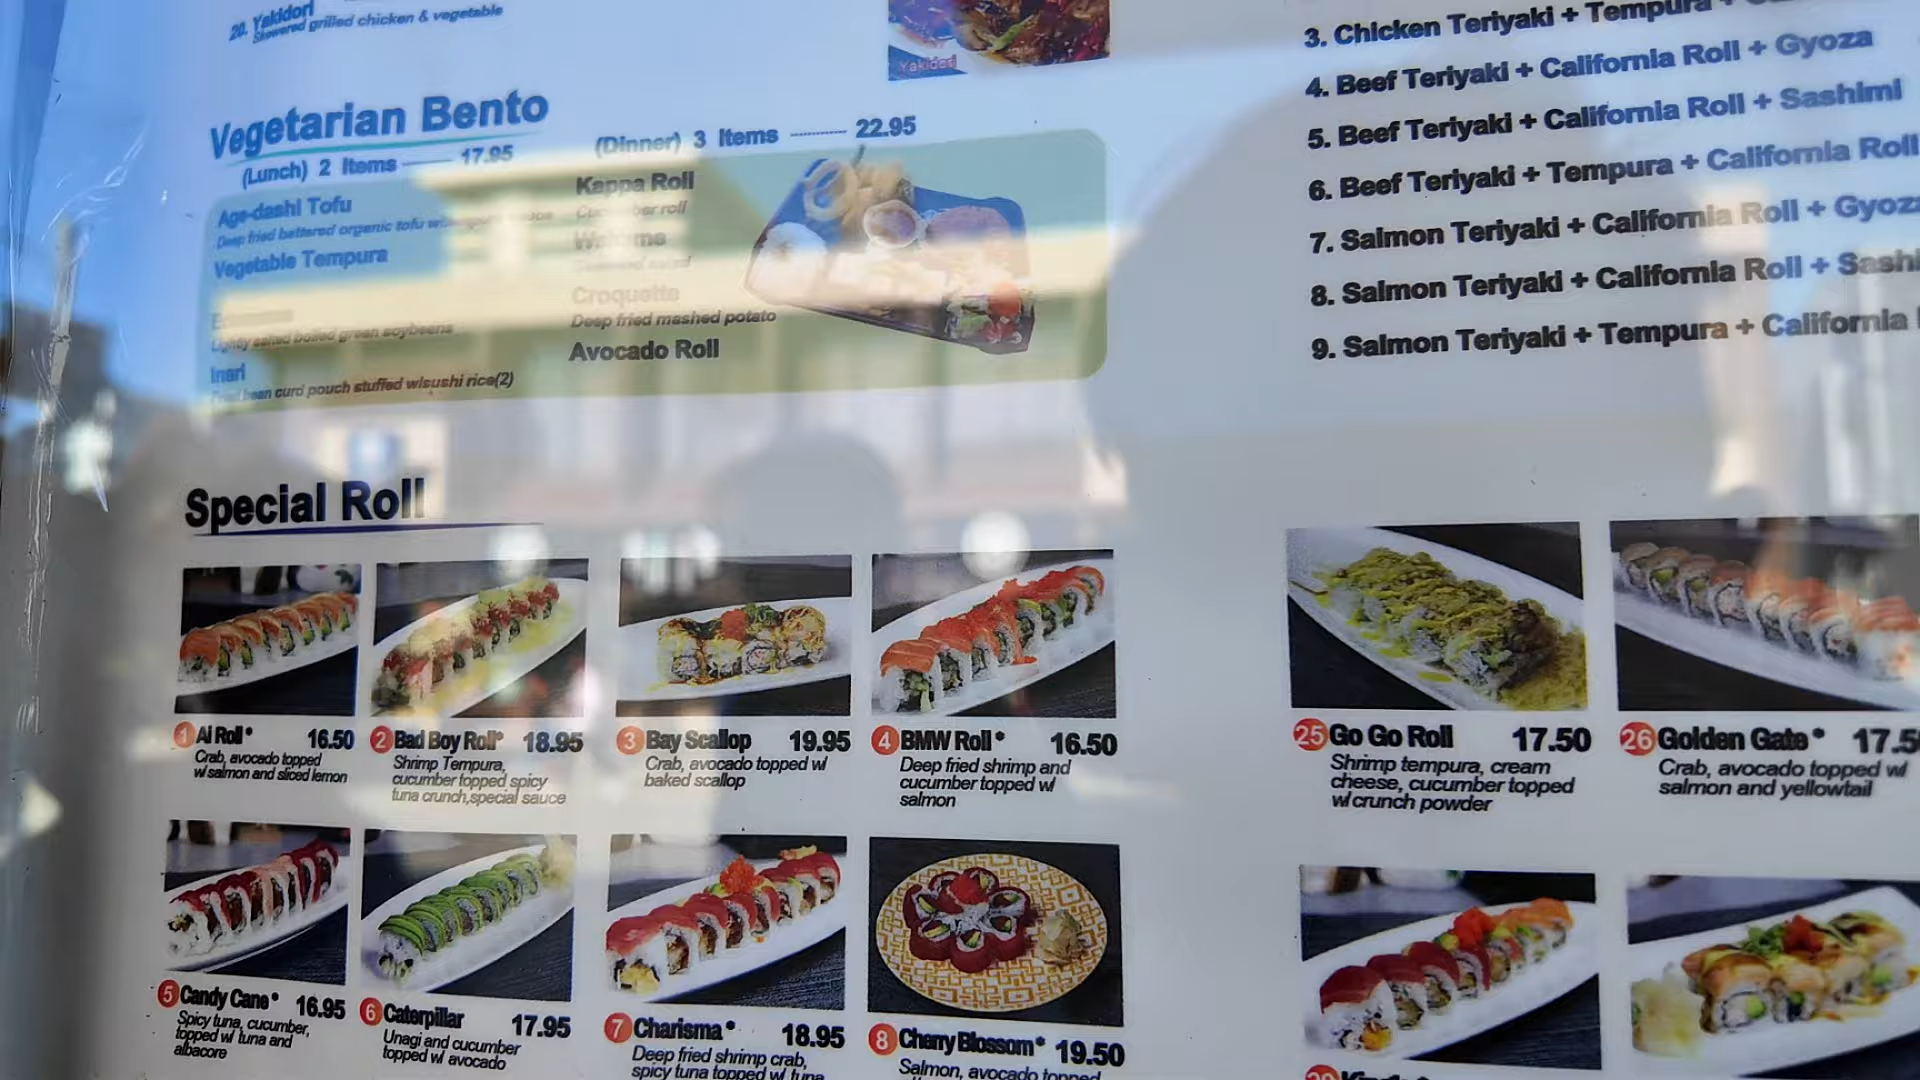 20. Yakidori
Skewered grilled chicken & vegetable
Yakidori
Vegetarian Bento
(Lunch) 2 Items 17.95
(Dinner) 3 Items 22.95
Age-dashi Tofu
Deep fried battered organic tofu
Vegetable Tempura
Lightly salted boiled green soybeans
Inari
bean curd pouch stuffed w/sushi rice(2)
Kappa Roll
roll
Croquette
Deep fried mashed potato
Avocado Roll
3. Chicken Teriyaki + Tempura +
4. Beef Teriyaki + California Roll + Gyoza
5. Beef Teriyaki + California Roll + Sashimi
6. Beef Teriyaki + Tempura + California Roll
7. Salmon Teriyaki + California Roll + Gyoza
8. Salmon Teriyaki + California Roll + Sashi
9. Salmon Teriyaki + Tempura + California
Special Roll
1 Ai Roll* 16.50
Crab, avocado topped
w/salmon and sliced lemon
2 Bad Boy Roll* 18.95
Shrimp Tempura,
cucumber topped spicy
tuna crunch,special sauce
3 Bay Scallop 19.95
Crab, avocado topped w/
baked scallop
4 BMW Roll* 16.50
Deep fried shrimp and
cucumber topped w/
salmon
25 Go Go Roll 17.50
Shrimp tempura, cream
cheese, cucumber topped
w/crunch powder
26 Golden Gate* 17.5
Crab, avocado topped w/
salmon and yellowtail
5 Candy Cane* 16.95
Spicy tuna, cucumber,
topped w/ tuna and
albacore
6 Caterpillar 17.95
Unagi and cucumber
topped w/ avocado
7 Charisma* 18.95
Deep fried shrimp crab,
spicy tuna topped w/ tuna
8 Cherry Blossom* 19.50
Salmon, avocado topped